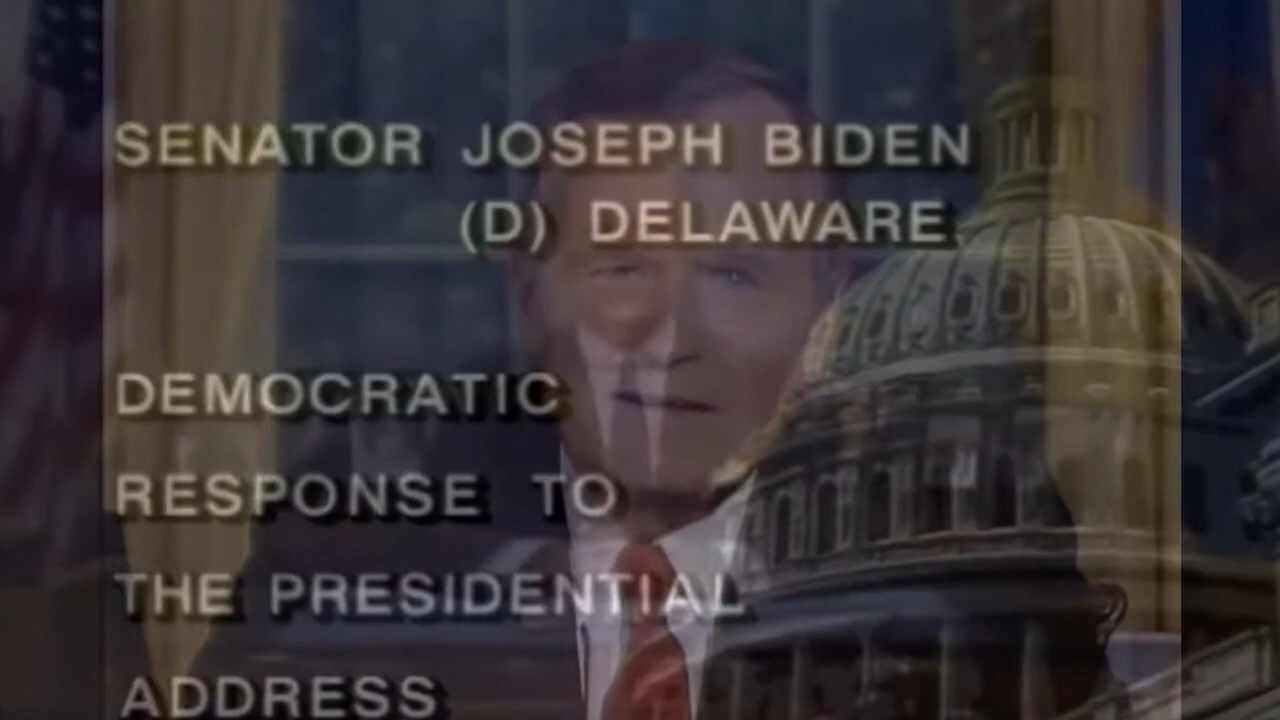 SENATOR JOSEPH BIDEN
(D) DELAWARE
DEMOCRATIC
RESPONSE TO
THE PRESIDENTIAL
ADDRESS